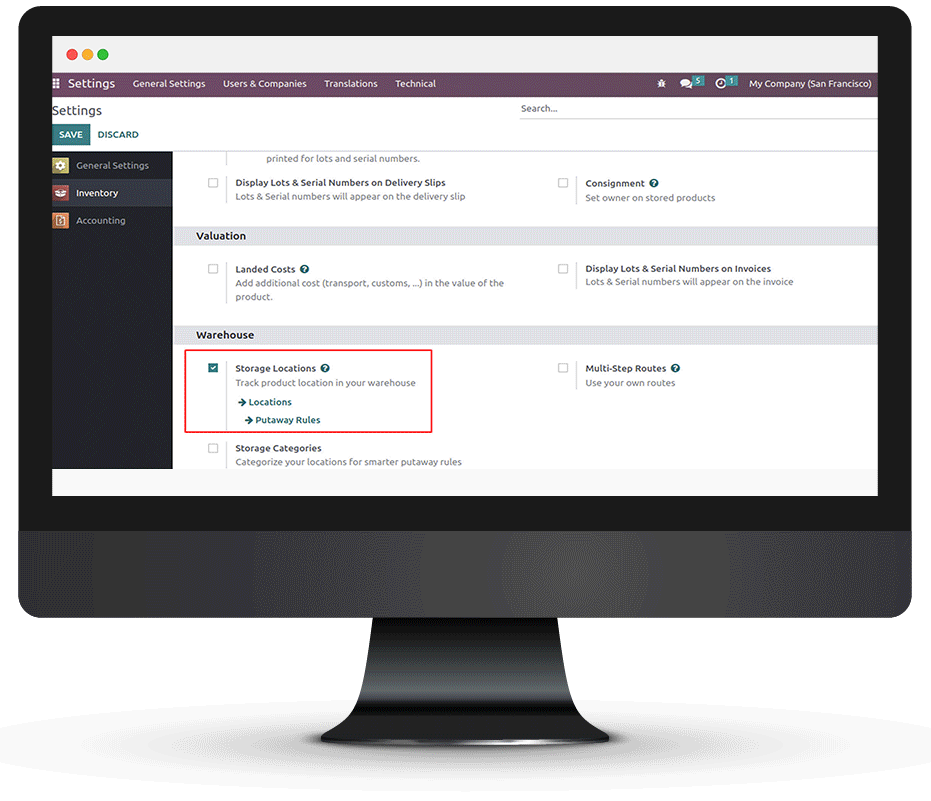 Settings General Settings Users & Companies Translations Technical 5 1 My Company (San Francisco)
Settings
Search...
SAVE DISCARD
General Settings
Inventory
Accounting
printed for lots and serial numbers.
Display Lots & Serial Numbers on Delivery Slips
Lots & Serial numbers will appear on the delivery slip
Consignment ?
Set owner on stored products
Valuation
Landed Costs ?
Add additional cost (transport, customs, ...) in the value of the
product.
Display Lots & Serial Numbers on Invoices
Lots & Serial numbers will appear on the invoice
Warehouse
Storage Locations ?
Track product location in your warehouse
Locations
Putaway Rules
Multi-Step Routes ?
Use your own routes
Storage Categories
Categorize your locations for smarter putaway rules